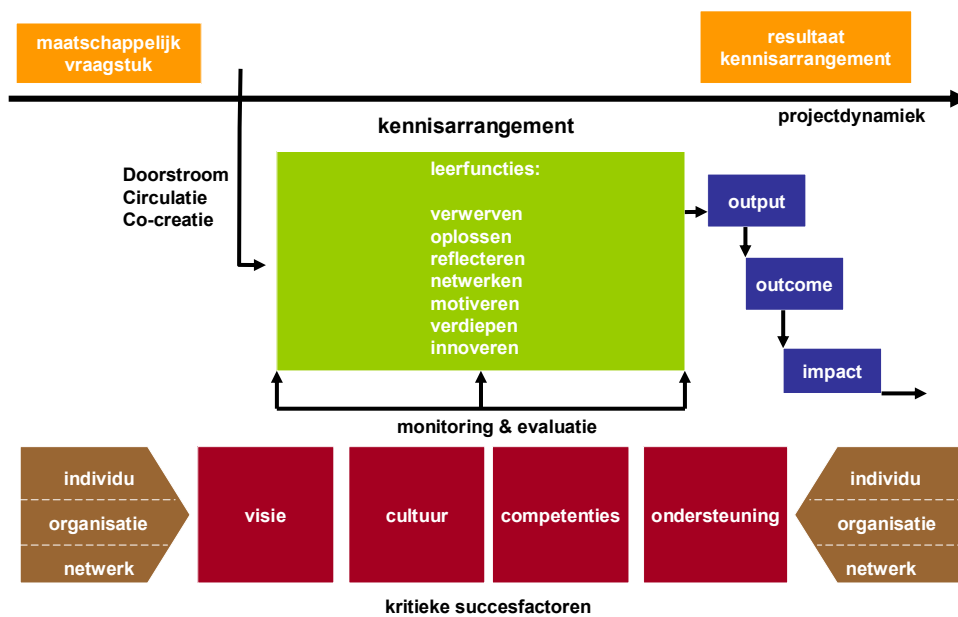 maatschappelijk
vraagstuk
resultaat
kennisarrangement
projectdynamiek
kennisarrangement
Doorstroom
Circulatie
Co-creatie
leerfuncties:
verwerven
oplossen
reflecteren
netwerken
motiveren
verdiepen
innoveren
output
outcome
impact
monitoring & evaluatie
individu
organisatie
netwerk
visie
cultuur
competenties
ondersteuning
individu
organisatie
netwerk
kritieke succesfactoren